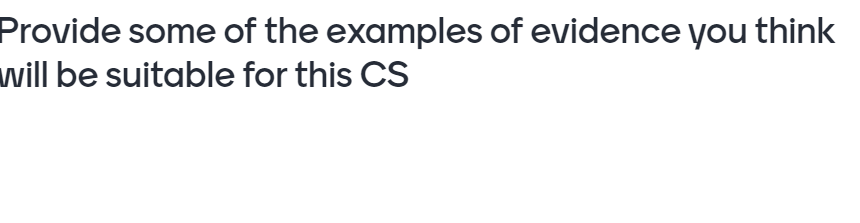 Provide some of the examples of evidence you think
will be suitable for this CS